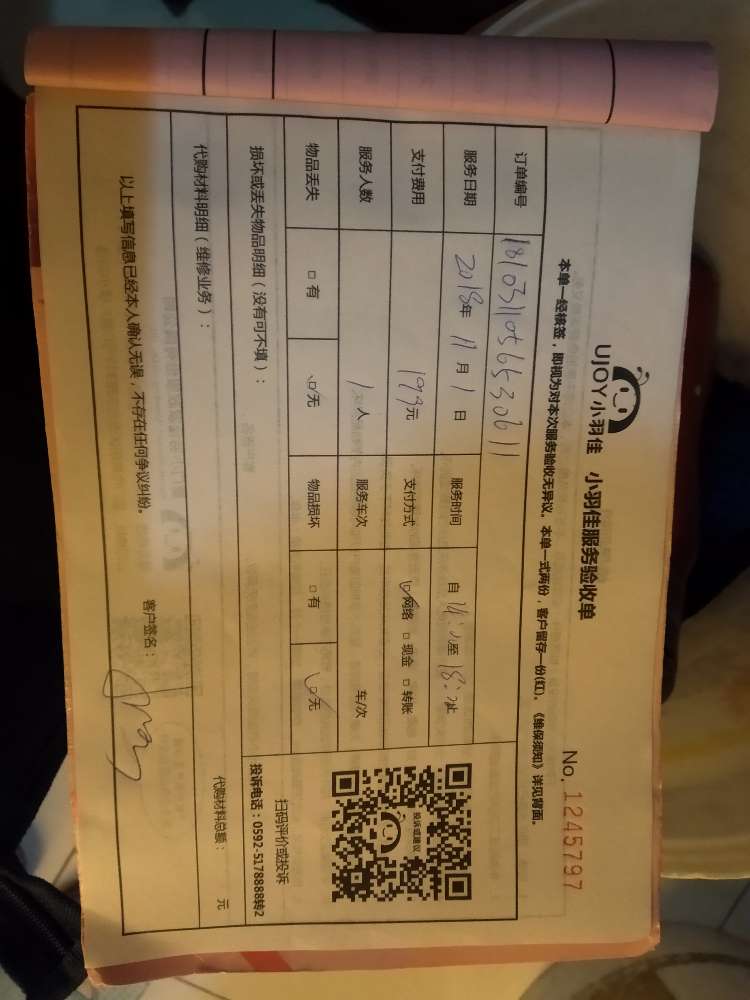 UJOY小羽佳 小羽佳服务验收单
No. 1245797
本单一经核签，即视为对本次服务验收无异议。本单一式两份，客户留存一份(红)。《维保须知》详见背面。
订单编号
服务日期 2018年 11月 1日 服务时间 自 至 止
支付费用 199元 支付方式 ☑网络 □现金 □转账
服务人数 1人 服务车次 车/次
物品丢失 □有 ☑无 物品损坏 □有 ☑无
损坏或丢失物品明细（没有可不填）：
投诉或建议
扫码评价或投诉
投诉电话：0592-5178888转2
代购材料明细（维修业务）： 代购材料总额： 元
以上填写信息已经本人确认无误，不存在任何争议纠纷。 客户签名：